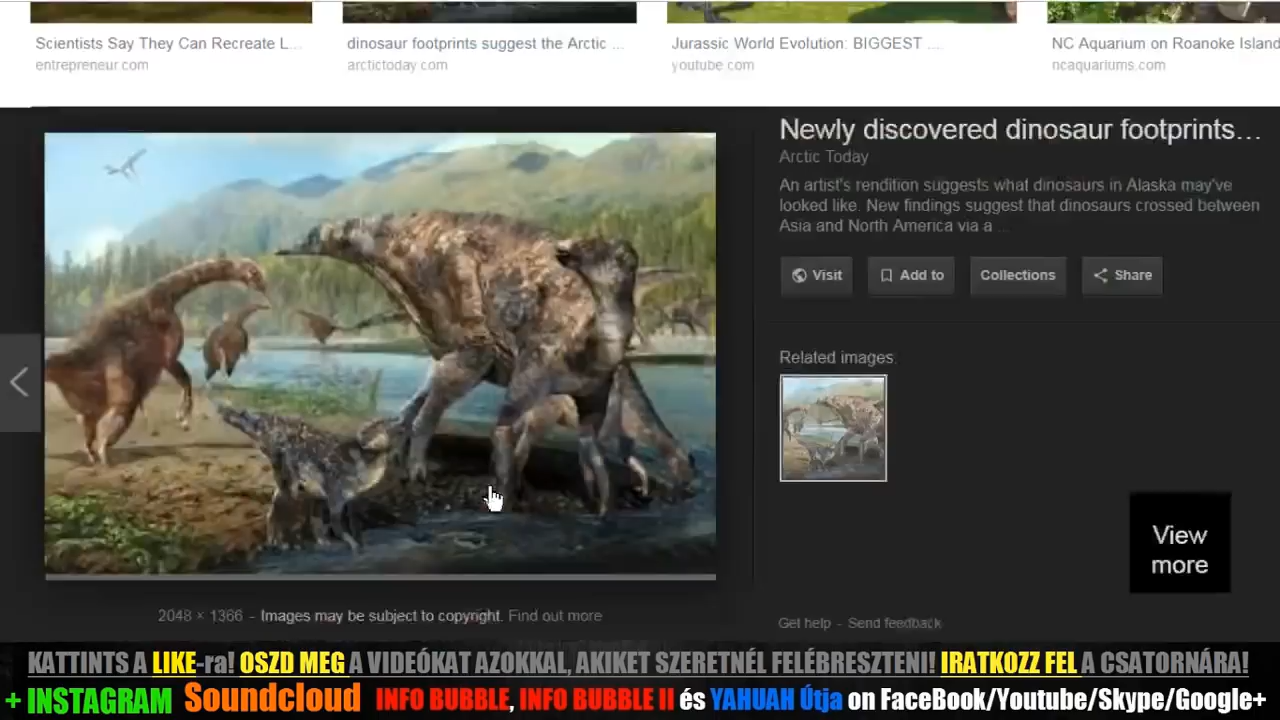 Scientists Say They Can Recreate L...
dinosaur footprints suggest the Arctic ...
Jurassic World Evolution: BIGGEST ....
NC Aquarium on Roanoke Island
entrepreneur.com
arctictoday.com
youtube.com
ncaquariums.com
Newly discovered dinosaur footprints...
Arctic Today
An artist's rendition suggests what dinosaurs in Alaska may've
looked like. New findings suggest that dinosaurs crossed between
Asia and North America via a ...
Visit
Add to
Collections
Share
Related images
View
more
2048 × 1366 - Images may be subject to copyright. Find out more
Get help - Send feedback
KATTINTS A LIKE-ra! OSZD MEG A VIDEÓKAT AZOKKAL, AKIKET SZERETNÉL FELÉBRESZTENI! IRATKOZZ FEL A CSATORNÁRA!
+ INSTAGRAM Soundcloud INFO BUBBLE, INFO BUBBLE II és YAHUAH Útja on FaceBook/Youtube/Skype/Google+